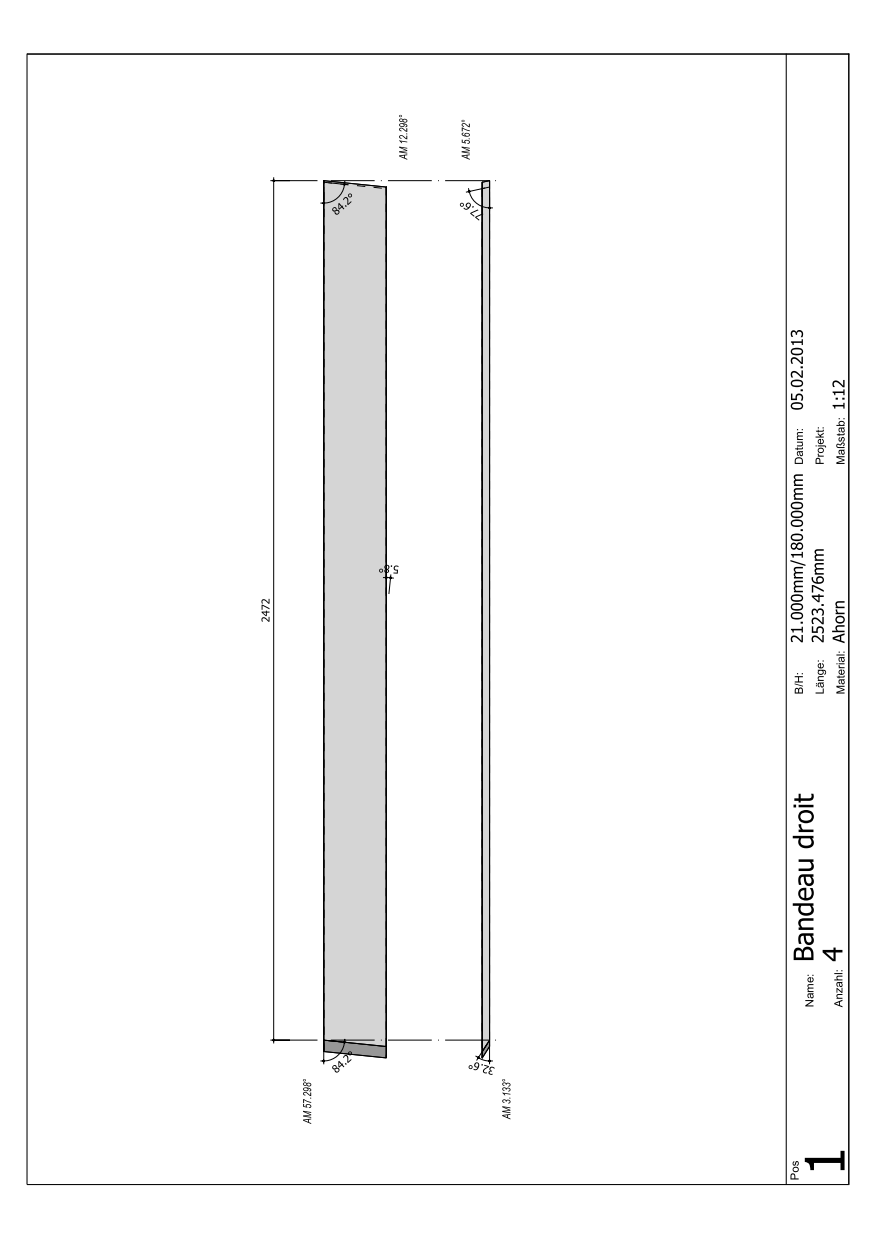 AM 12.298°
AM 5.672°
84.2°
77.6°
2472
5.8°
84.2°
32.6°
AM 57.298°
AM 3.133°
Pos
1
Name: Bandeau droit
Anzahl: 4
B/H: 21.000mm/180.000mm
Länge: 2523.476mm
Material: Ahorn
Datum: 05.02.2013
Projekt:
Maßstab: 1:12